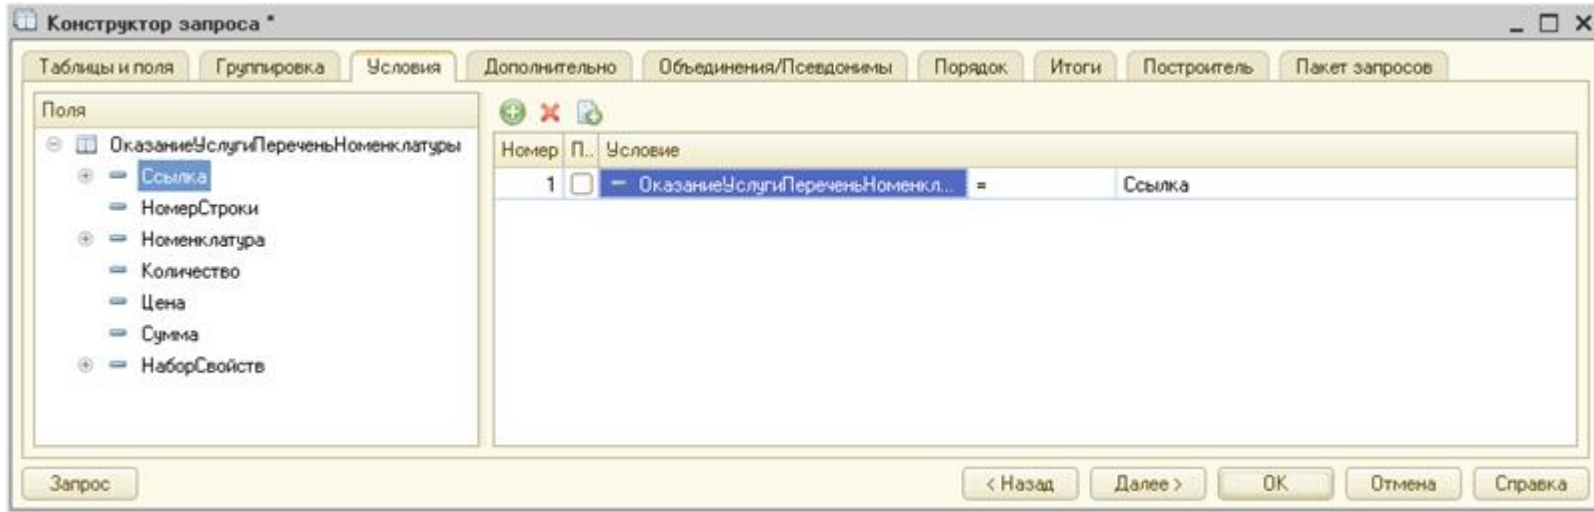 Конструктор запроса *
Таблицы и поля Группировка Условия Дополнительно Объединения/Псевдонимы Порядок Итоги Построитель Пакет запросов
Поля
ОказаниеУслугиПереченьНоменклатуры
Ссылка
НомерСтроки
Номенклатура
Количество
Цена
Сумма
НаборСвойств
Номер П.. Условие
1 ОказаниеУслугиПереченьНоменкл... = Ссылка
Запрос < Назад Далее > ОК Отмена Справка